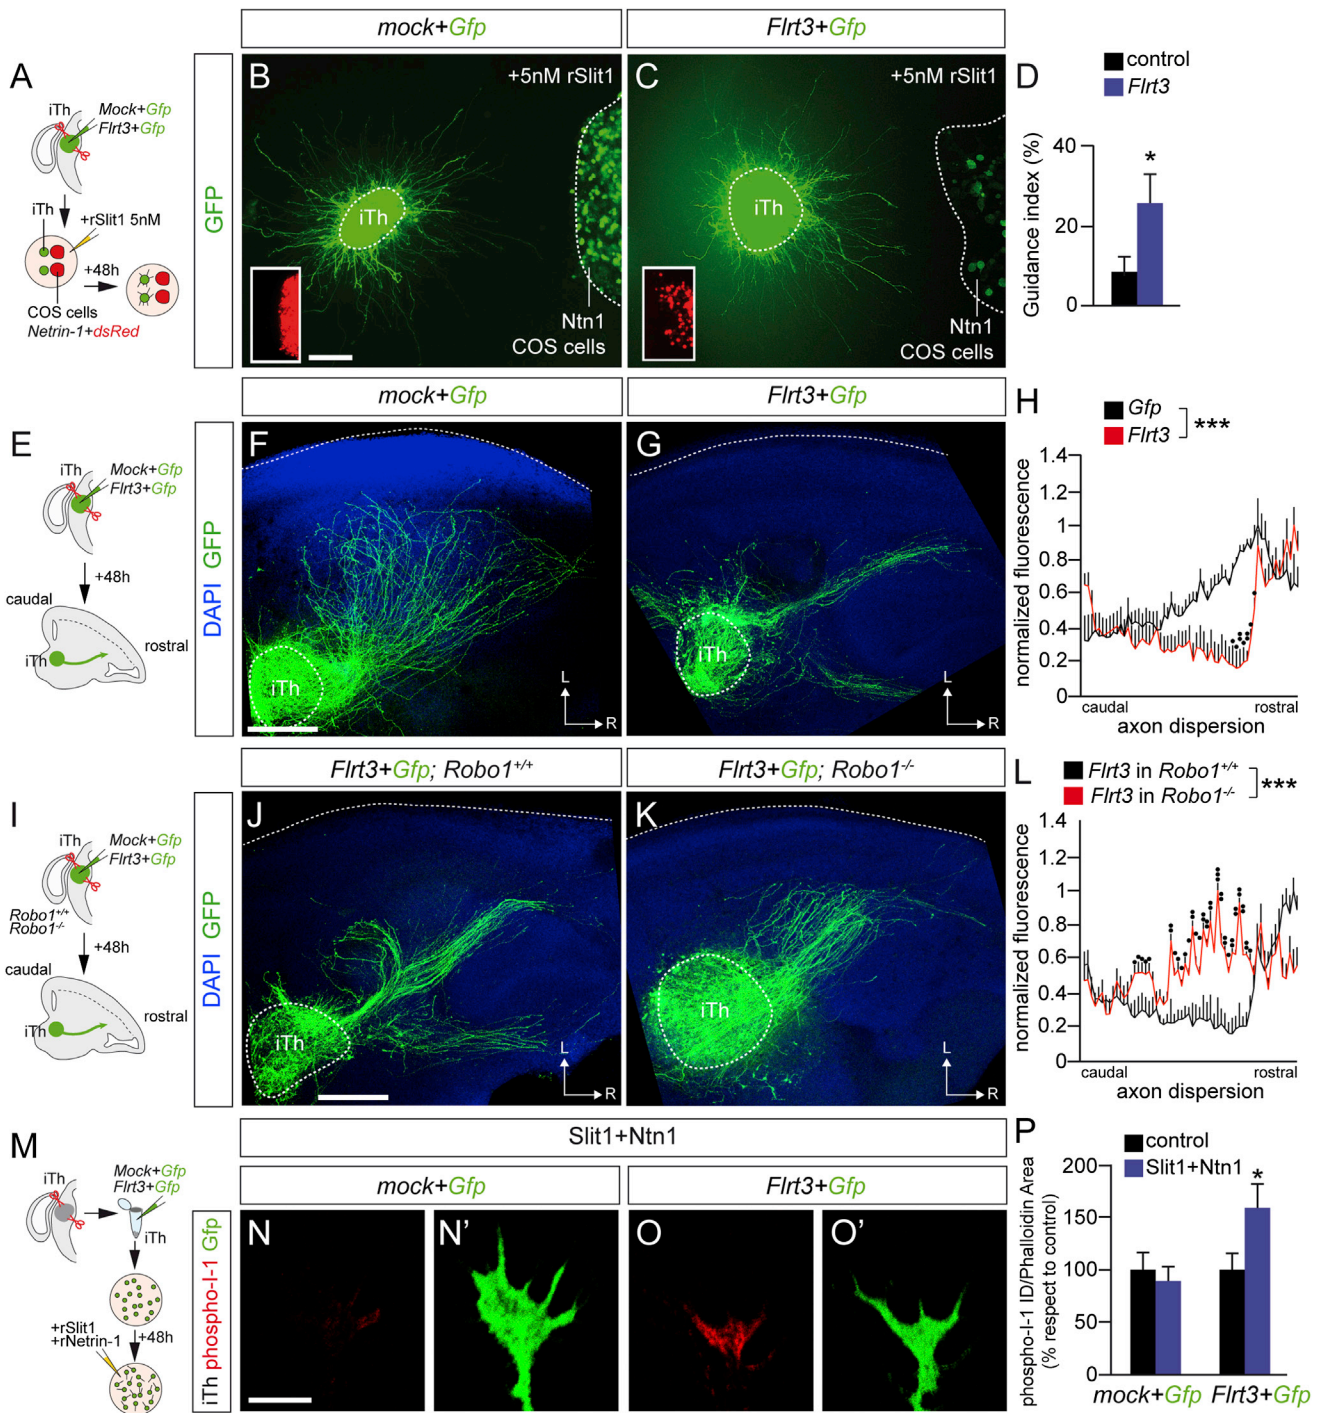 mock+Gfp
Flrt3+Gfp
A
iTh
Mock+Gfp
Flrt3+Gfp
iTh
+rSlit1 5nM
+48h
COS cells
Netrin-1+dsRed
GFP
B
+5nM rSlit1
iTh
Ntn1
COS cells
C
+5nM rSlit1
iTh
Ntn1
COS cells
D
control
Flrt3
Guidance index (%)
40
20
0
*
mock+Gfp
Flrt3+Gfp
E
iTh
Mock+Gfp
Flrt3+Gfp
+48h
caudal
rostral
iTh
DAPI GFP
F
iTh
L
R
G
iTh
L
R
H
Gfp
Flrt3
***
normalized fluorescence
1.4
1.2
1
0.8
0.6
0.4
0.2
0
caudal
rostral
axon dispersion
Flrt3+Gfp; Robo1+/+
Flrt3+Gfp; Robo1-/-
I
iTh
Mock+Gfp
Flrt3+Gfp
Robo1+/+
Robo1-/-
+48h
caudal
rostral
iTh
DAPI GFP
J
iTh
L
R
K
iTh
L
R
L
Flrt3 in Robo1+/+
Flrt3 in Robo1-/-
***
normalized fluorescence
1.4
1.2
1
0.8
0.6
0.4
0.2
0
caudal
rostral
axon dispersion
M
iTh
Mock+Gfp
Flrt3+Gfp
iTh
+rSlit1
+rNetrin-1
+48h
Slit1+Ntn1
mock+Gfp
Flrt3+Gfp
iTh phospho-I-1 Gfp
N
N'
O
O'
P
control
Slit1+Ntn1
phospho-I-1 ID/Phalloidin Area
(% respect to control)
200
150
100
50
0
*
mock+Gfp
Flrt3+Gfp